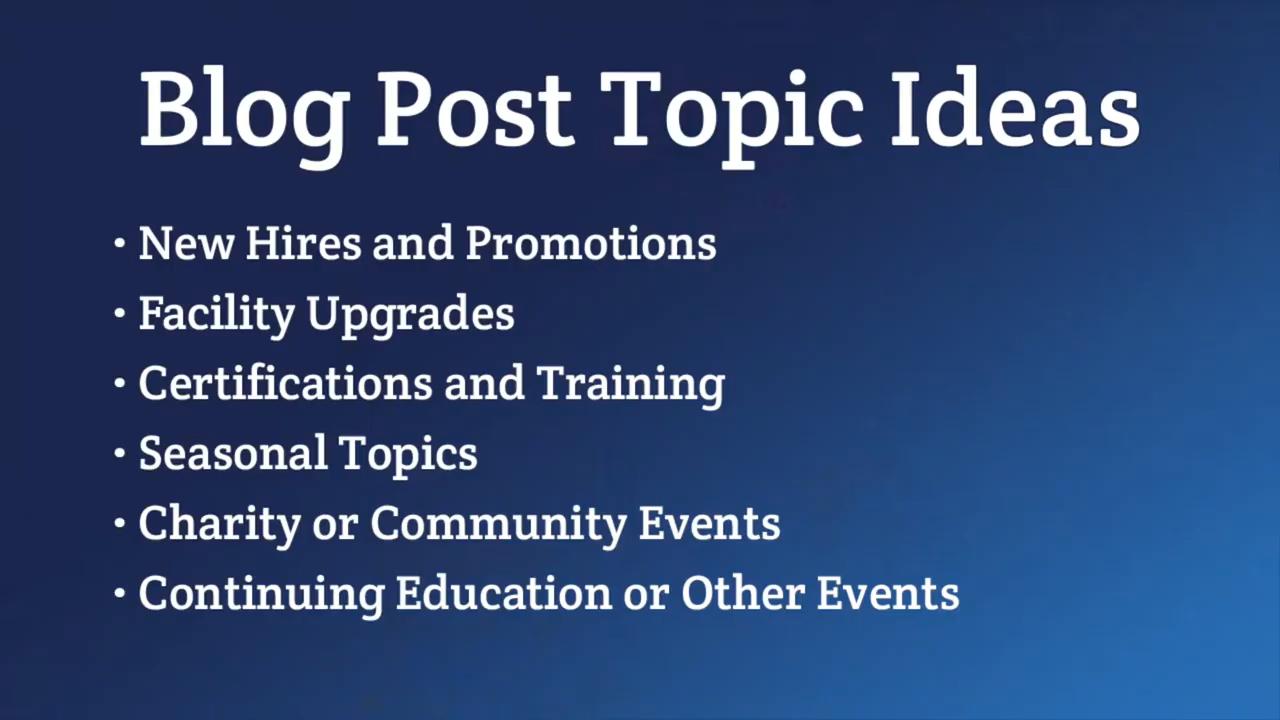 Blog Post Topic Ideas
• New Hires and Promotions
• Facility Upgrades
• Certifications and Training
• Seasonal Topics
• Charity or Community Events
• Continuing Education or Other Events